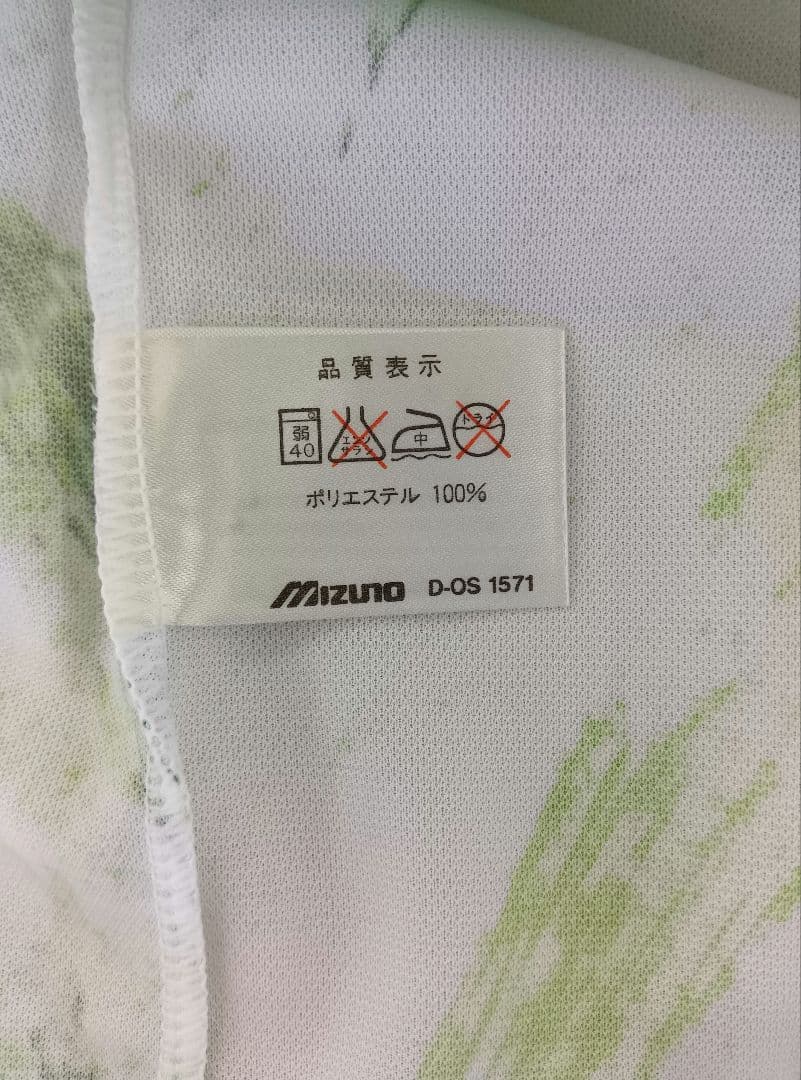 品質表示
弱 エンソ 中 ドライ
40 サラシ
ポリエステル 100%
MIZUNO D-OS 1571